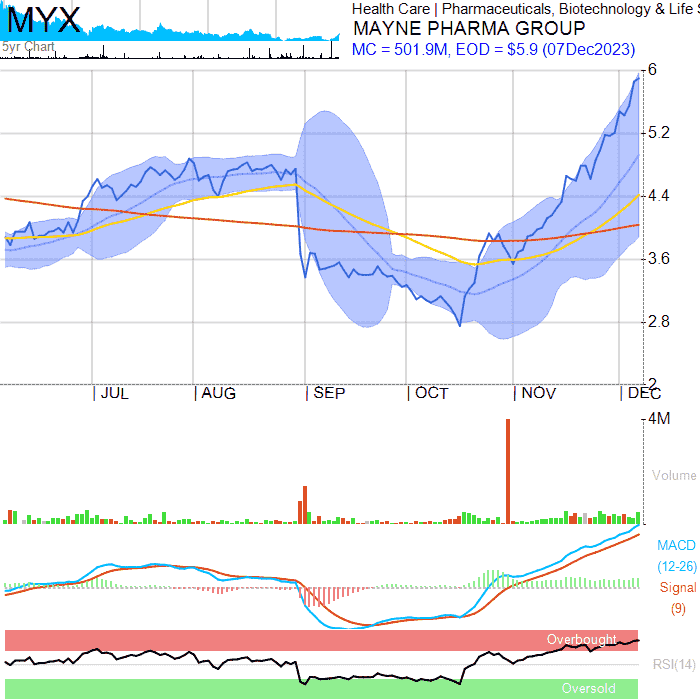 MYX
5yr Chart
Health Care | Pharmaceuticals, Biotechnology & Life S
MAYNE PHARMA GROUP
MC = 501.9M, EOD = $5.9 (07Dec2023)
6
5.2
4.4
3.6
2.8
2
JUL AUG SEP OCT NOV DEC
4M
Volume
MACD
(12-26)
Signal
(9)
Overbought
RSI(14)
Oversold